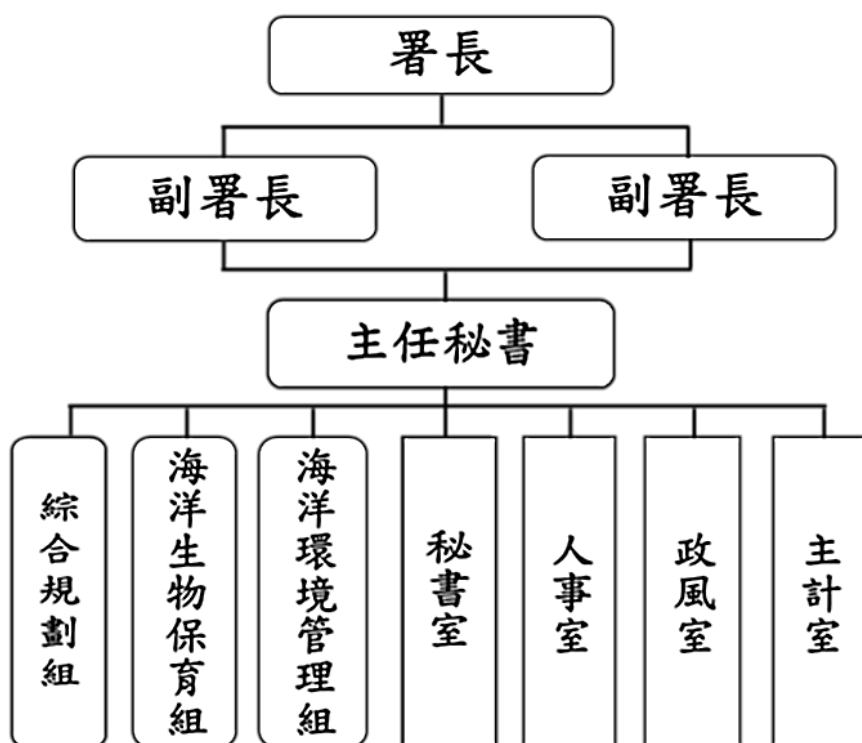 署長
副署長
副署長
主任秘書
綜合規劃組
海洋生物保育組
海洋環境管理組
秘書室
人事室
政風室
主計室